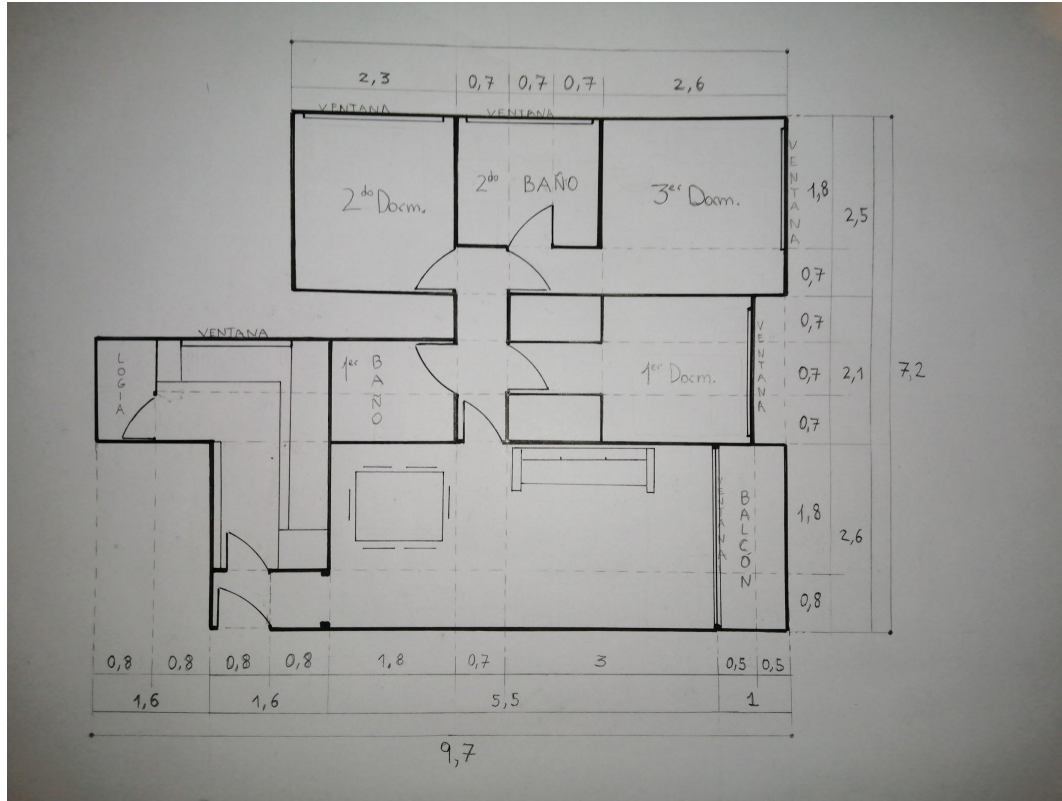 2,3 0,7 0,7 0,7 2,6
VENTANA
VENTANA
2do Dorm.
2do BAÑO
3er Dorm.
VENTANA
1,8
2,5
0,7
0,7
0,7
0,7
2,1
7,2
VENTANA
LOGIA
1er BAÑO
1er Dorm.
VENTANA
VENTANA
BALCÓN
1,8
2,6
0,8
0,8 0,8 0,8 0,8 1,8 0,7 3 0,5 0,5
1,6 1,6 5,5 1
9,7